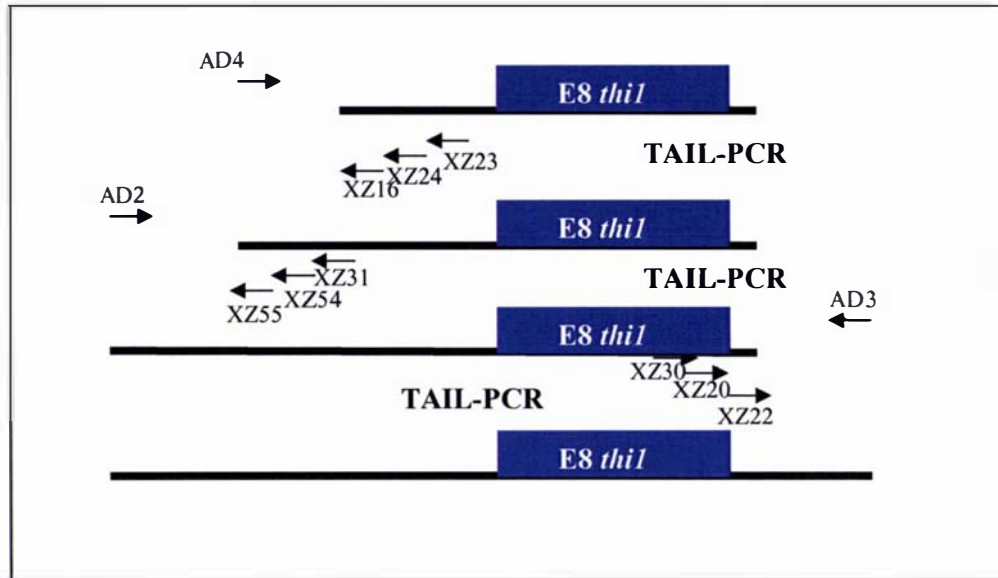 AD4
E8 thi1
XZ23
TAIL-PCR
XZ24
XZ16
AD2
E8 thi1
XZ31
TAIL-PCR
XZ54
XZ55
AD3
E8 thi1
XZ30
XZ20
TAIL-PCR
XZ22
E8 thi1